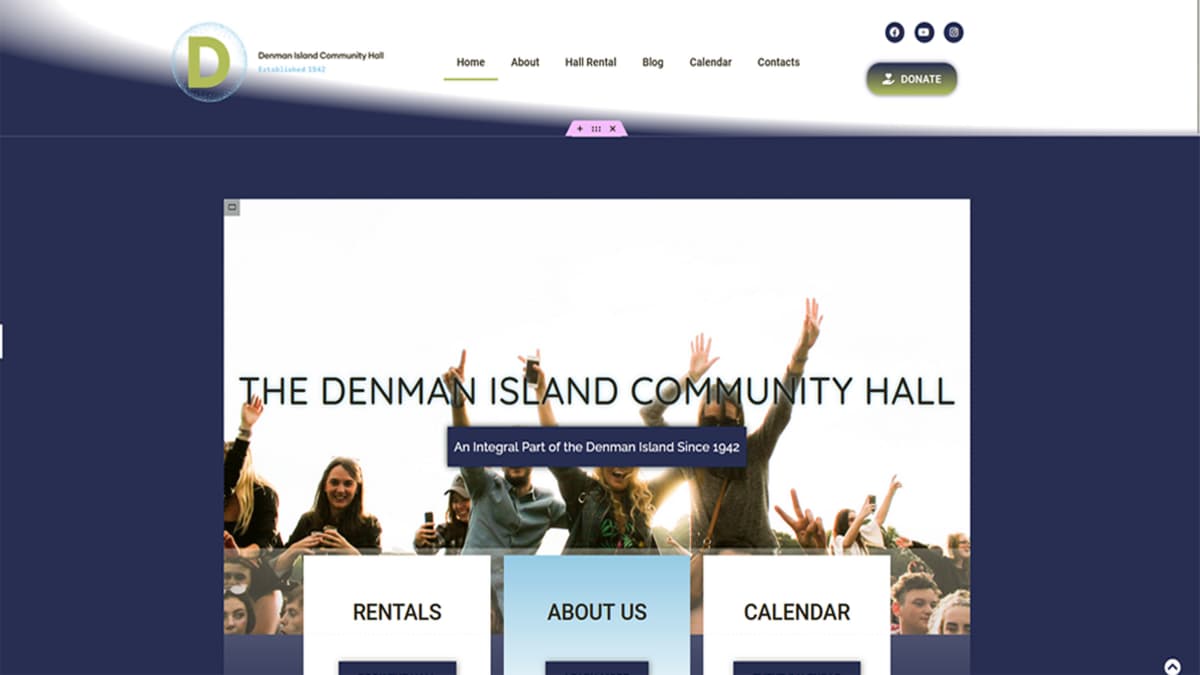 D
Denman Island Community Hall
Established 1942
Home
About
Hall Rental
Blog
Calendar
Contacts
DONATE
THE DENMAN ISLAND COMMUNITY HALL
An Integral Part of the Denman Island Since 1942
RENTALS
ABOUT US
CALENDAR